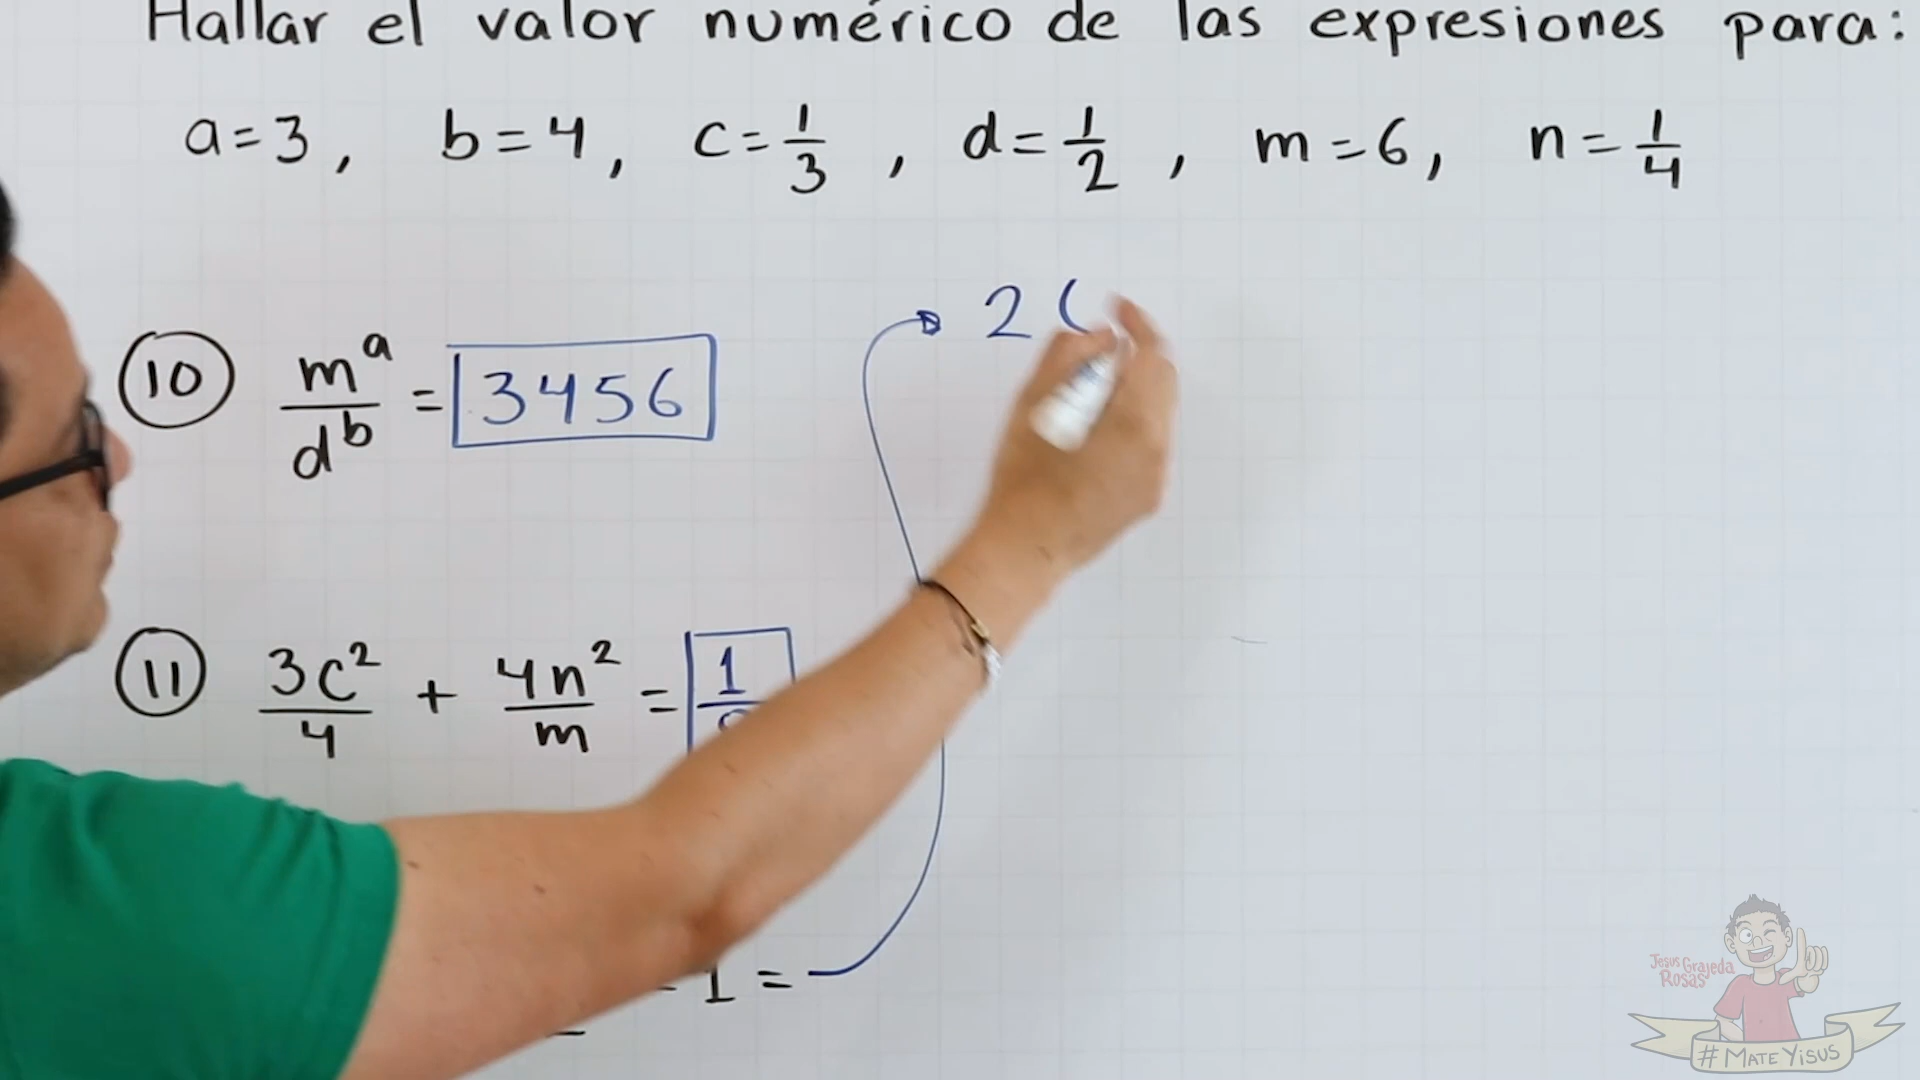 Hallar el valor numérico de las expresiones para:
a=3, b=4, c=1/3, d=1/2, m=6, n=1/4
2(
10 m^a/d^b = 3456
11 3c²/4 + 4n²/m = 1
1 =
Jesus Grajeda Rosas
#MATEYISUS